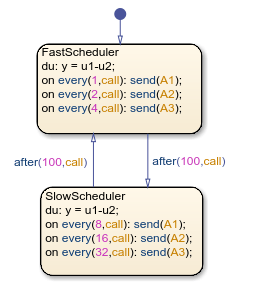 FastScheduler
du: y = u1-u2;
on every(1,call): send(A1);
on every(2,call): send(A2);
on every(4,call): send(A3);
after(100,call)
after(100,call)
SlowScheduler
du: y = u1-u2;
on every(8,call): send(A1);
on every(16,call): send(A2);
on every(32,call): send(A3);